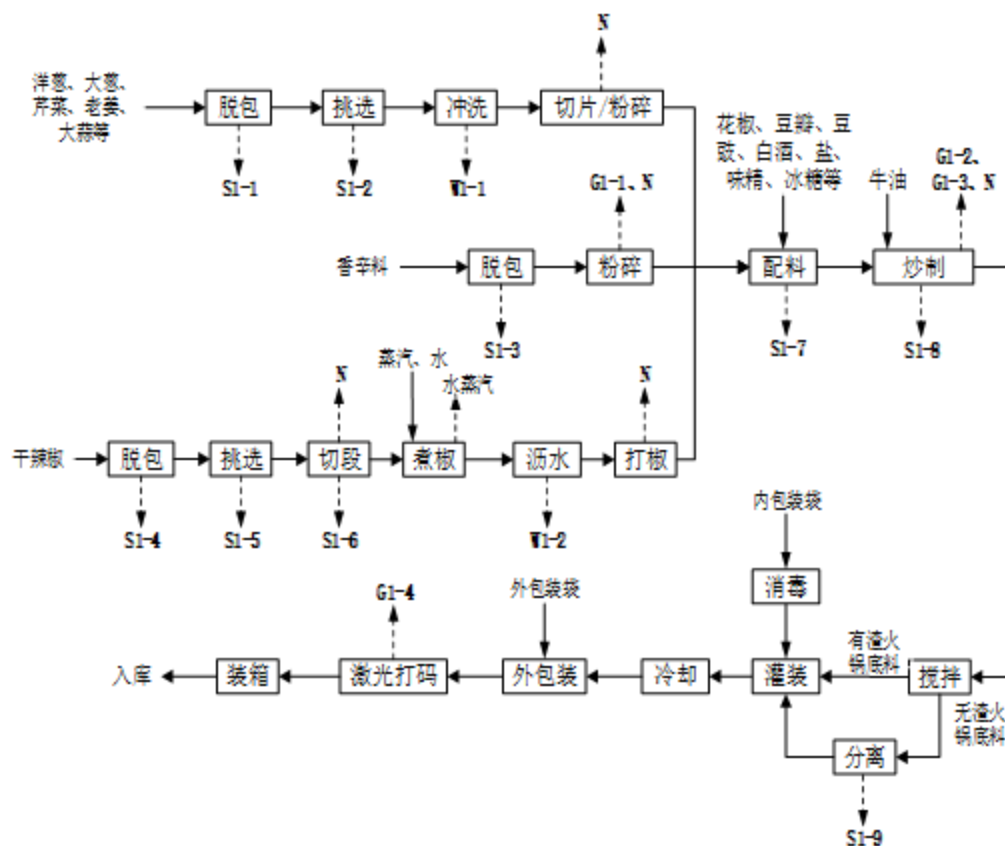 N
洋葱、大葱、
芹菜、老姜、
大蒜等
脱包
挑选
冲洗
切片/粉碎
S1-1
S1-2
W1-1
花椒、豆瓣、豆
豉、白酒、盐、
味精、冰糖等
牛油
G1-2、
G1-3、N
G1-1、N
香辛料
脱包
粉碎
配料
炒制
S1-3
S1-7
S1-8
蒸汽、水
水蒸汽
N
N
干辣椒
脱包
挑选
切段
煮椒
沥水
打椒
S1-4
S1-5
S1-6
W1-2
内包装袋
消毒
G1-4
外包装袋
有渣火
锅底料
入库
装箱
激光打码
外包装
冷却
灌装
搅拌
无渣火
锅底料
分离
S1-9